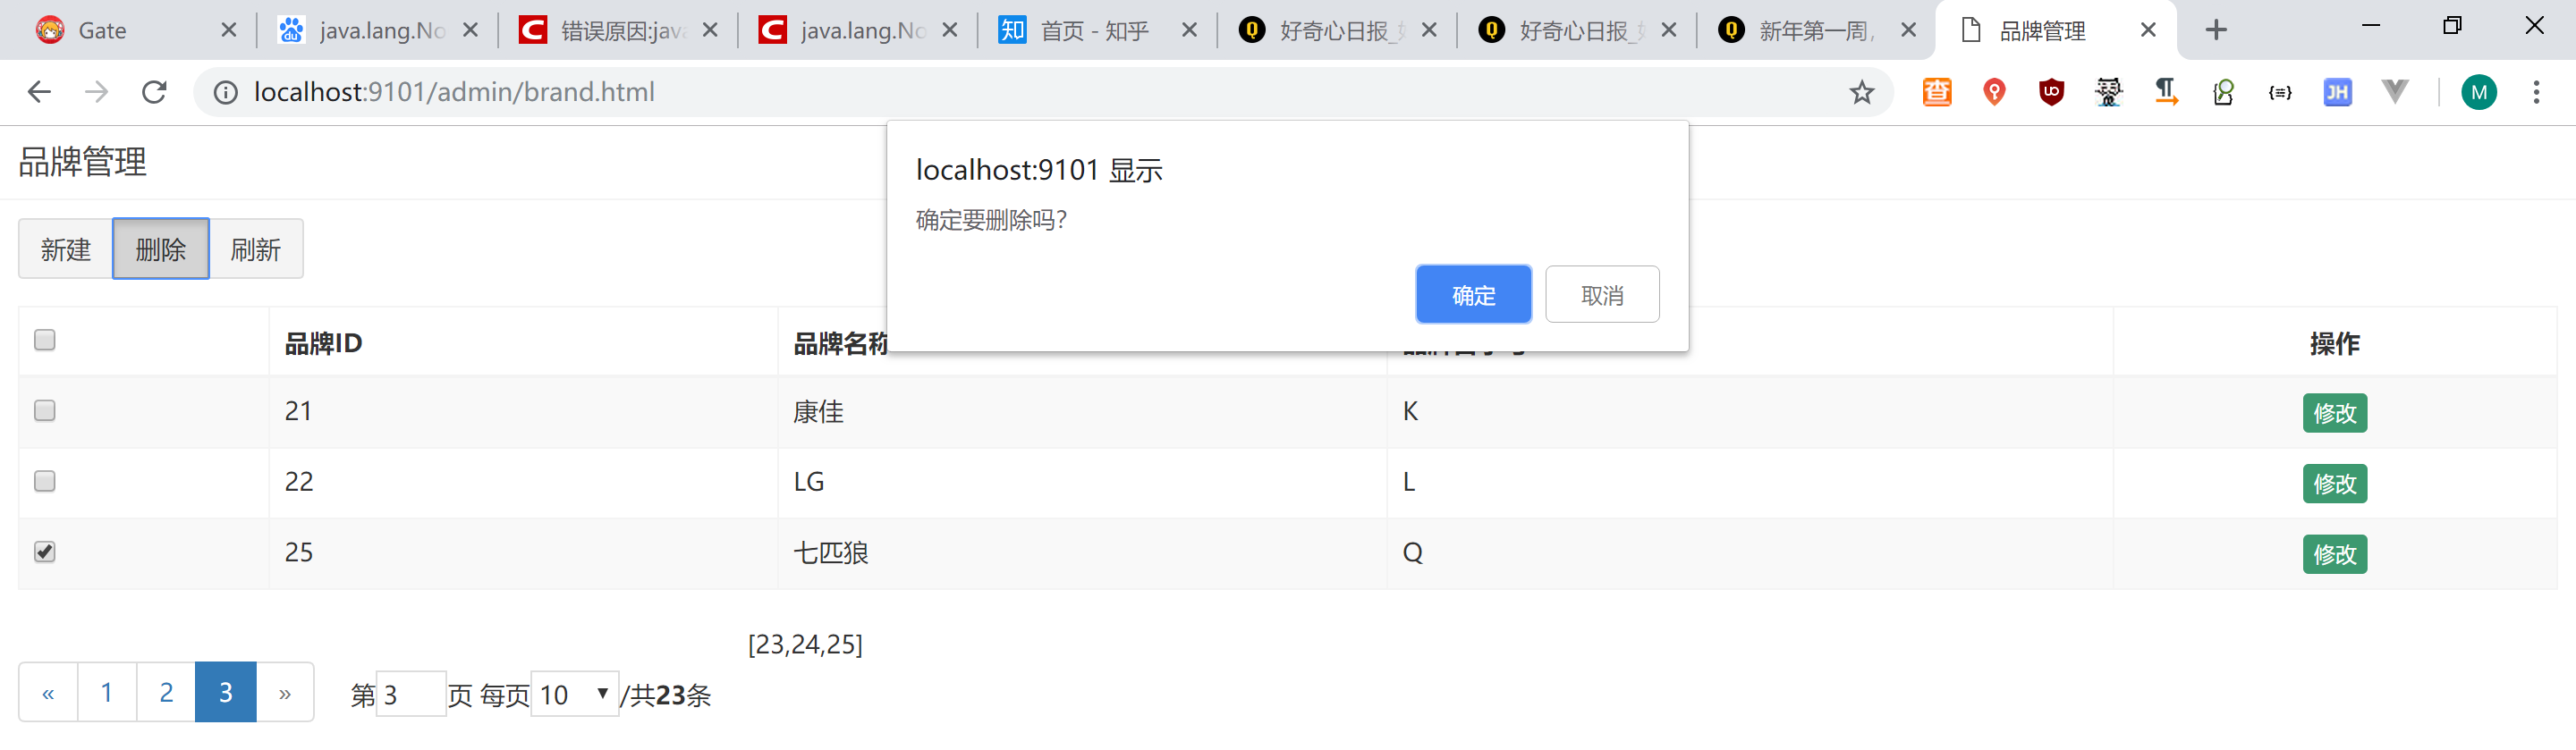 Gate
java.lang.No
错误原因:java
java.lang.No
首页 - 知乎
好奇心日报_
好奇心日报_
新年第一周,
品牌管理
localhost:9101/admin/brand.html
品牌管理
localhost:9101 显示
确定要删除吗?
确定 取消
新建 删除 刷新
品牌ID 品牌名称 操作
21 康佳 K 修改
22 LG L 修改
25 七匹狼 Q 修改
[23,24,25]
« 1 2 3 » 第3页 每页10 ▼/共23条